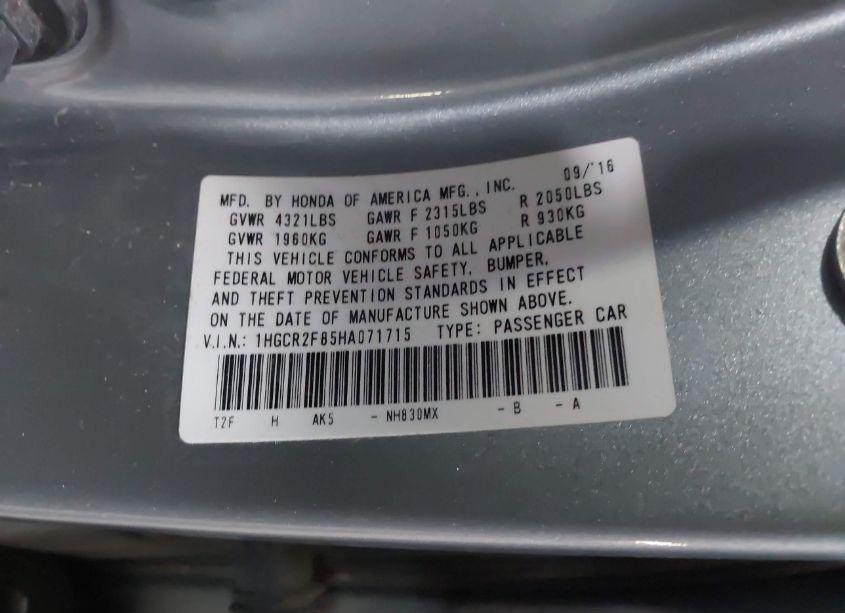 MFD. BY HONDA OF AMERICA MFG., INC. 09/'16
GVWR 4321LBS GAWR F 2315LBS R 2050LBS
GVWR 1960KG GAWR F 1050KG R 930KG
THIS VEHICLE CONFORMS TO ALL APPLICABLE
FEDERAL MOTOR VEHICLE SAFETY, BUMPER,
AND THEFT PREVENTION STANDARDS IN EFFECT
ON THE DATE OF MANUFACTURE SHOWN ABOVE.
V.I.N.: 1HGCR2F85HA071715 TYPE: PASSENGER CAR
T2F H AK5 - NH830MX - B - A